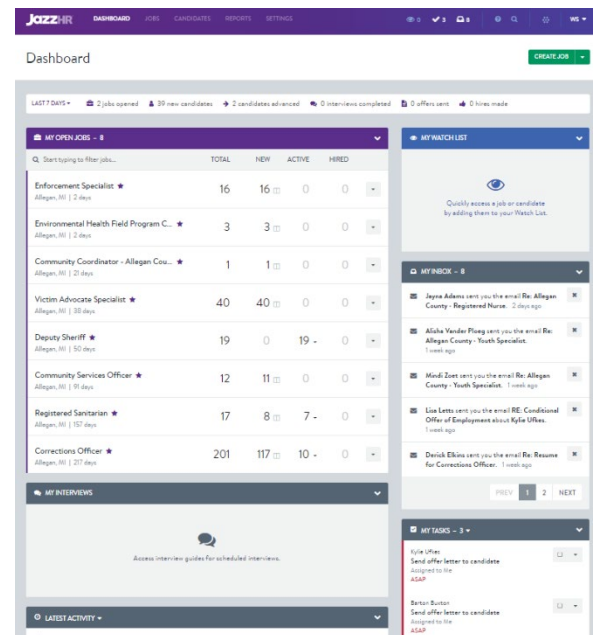 JazzHR DASHBOARD JOBS CANDIDATES REPORTS SETTINGS 0 3 8 WS
Dashboard
CREATE JOB
LAST 7 DAYS 2 jobs opened 39 new candidates 2 candidates advanced 0 interviews completed 0 offers sent 0 hires made
MY OPEN JOBS – 8
Start typing to filter jobs... TOTAL NEW ACTIVE HIRED
Enforcement Specialist 16 16 0 0
Allegan, MI | 2 days
Environmental Health Field Program C... 3 3 0 0
Allegan, MI | 2 days
Community Coordinator - Allegan Cou... 1 1 0 0
Allegan, MI | 21 days
Victim Advocate Specialist 40 40 0 0
Allegan, MI | 38 days
Deputy Sheriff 19 0 19 - 0
Allegan, MI | 50 days
Community Services Officer 12 11 0 0
Allegan, MI | 91 days
Registered Sanitarian 17 8 7 - 0
Allegan, MI | 157 days
Corrections Officer 201 117 10 - 0
Allegan, MI | 217 days
MY INTERVIEWS
Access interview guides for scheduled interviews.
LATEST ACTIVITY
MY WATCH LIST
Quickly access a job or candidate
by adding them to your Watch List.
MY INBOX – 8
Jayna Adams sent you the email Re: Allegan
County - Registered Nurse. 2 days ago
Alisha Vander Ploeg sent you the email Re:
Allegan County - Youth Specialist.
1 week ago
Mindi Zoet sent you the email Re: Allegan
County - Youth Specialist. 1 week ago
Lisa Letts sent you the email RE: Conditional
Offer of Employment about Kylie Ufkes.
1 week ago
Derick Elkins sent you the email Re: Resume
for Corrections Officer. 1 week ago
PREV 1 2 NEXT
MY TASKS – 3
Kylie Ufkes
Send offer letter to candidate
Assigned to Me
ASAP
Barton Buxton
Send offer letter to candidate
Assigned to Me
ASAP